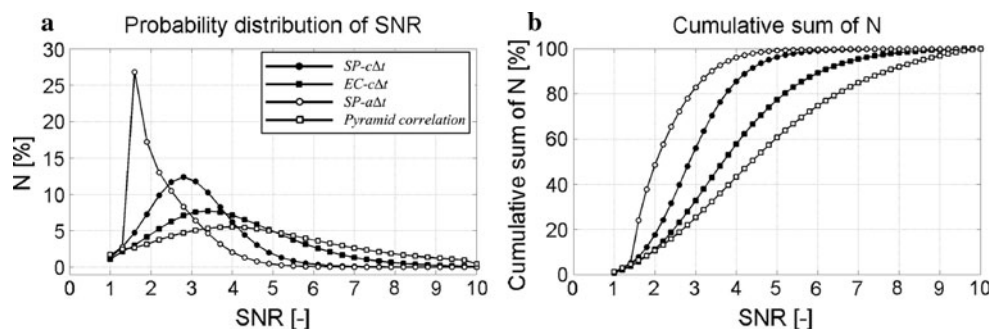 a Probability distribution of SNR
N [%]
30
25
20
15
10
5
0
0 1 2 3 4 5 6 7 8 9 10
SNR [-]
SP-cΔt
EC-cΔt
SP-aΔt
Pyramid correlation
b Cumulative sum of N
Cumulative sum of N [%]
100
80
60
40
20
0
0 1 2 3 4 5 6 7 8 9 10
SNR [-]